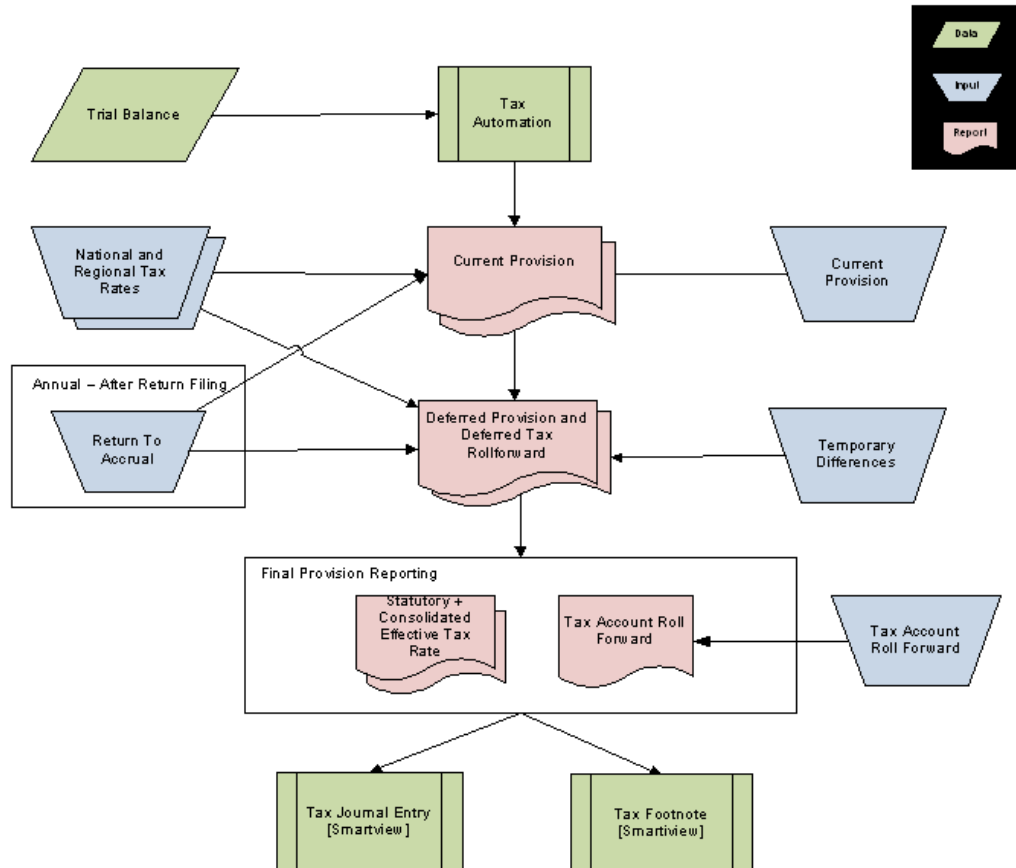 Data
Input
Report
Trial Balance
Tax
Automation
National and
Regional Tax
Rates
Current Provision
Current
Provision
Annual – After Return Filing
Return To
Accrual
Deferred Provision and
Deferred Tax
Rollforward
Temporary
Differences
Final Provision Reporting
Statutory +
Consolidated
Effective Tax
Rate
Tax Account Roll
Forward
Tax Account
Roll Forward
Tax Journal Entry
[Smartview]
Tax Footnote
[Smartiview]